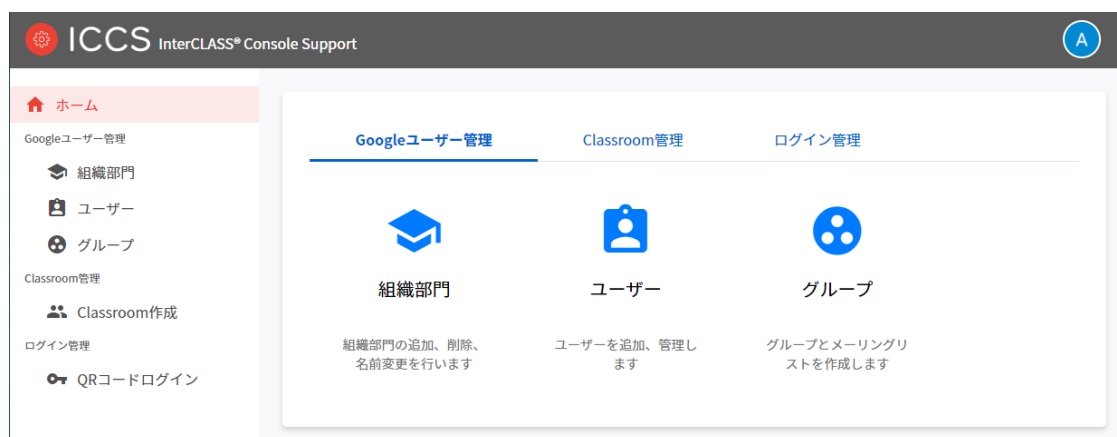 ICCS InterCLASS® Console Support
A
ホーム
Googleユーザー管理
組織部門
ユーザー
グループ
Classroom管理
Classroom作成
ログイン管理
QRコードログイン
Googleユーザー管理 Classroom管理 ログイン管理
組織部門
組織部門の追加、削除、
名前変更を行います
ユーザー
ユーザーを追加、管理し
ます
グループ
グループとメーリングリ
ストを作成します